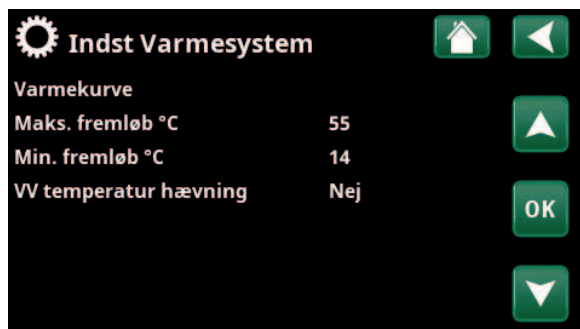 Indst Varmesystem
Varmekurve
Maks. fremløb °C 55
Min. fremløb °C 14
VV temperatur hævning Nej
OK